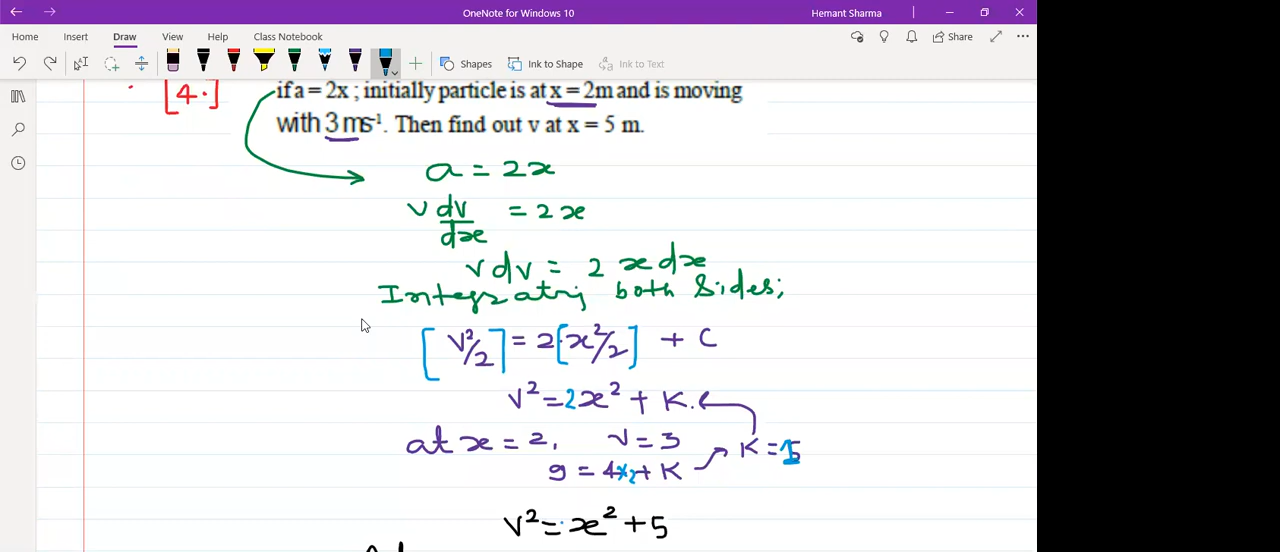 OneNote for Windows 10
Hemant Sharma
Home Insert Draw View Help Class Notebook Share
Shapes Ink to Shape Ink to Text
[4.]
if a = 2x ; initially particle is at x = 2m and is moving
with 3 ms⁻¹. Then find out v at x = 5 m.
a = 2x
v dv/dx = 2x
v dv = 2 x dx
Integrating both sides;
[v²/2] = 2[x²/2] + C
v² = 2x² + K.
at x = 2, v = 3
9 = 4x2 + K
K = 1
v² = x² + 5